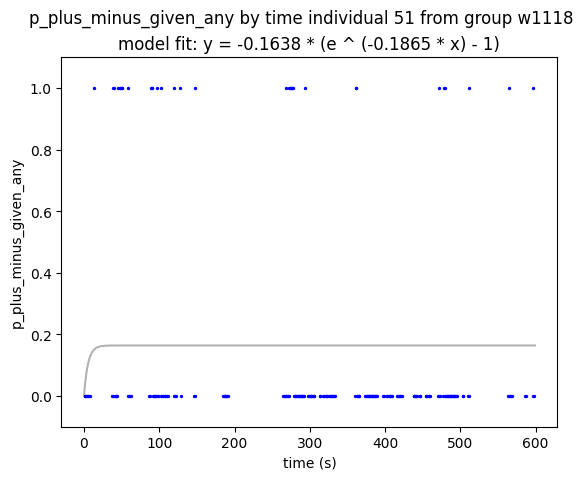 p_plus_minus_given_any by time individual 51 from group w1118
model fit: y = -0.1638 * (e ^ (-0.1865 * x) - 1)
p_plus_minus_given_any
1.0
0.8
0.6
0.4
0.2
0.0
0 100 200 300 400 500 600
time (s)